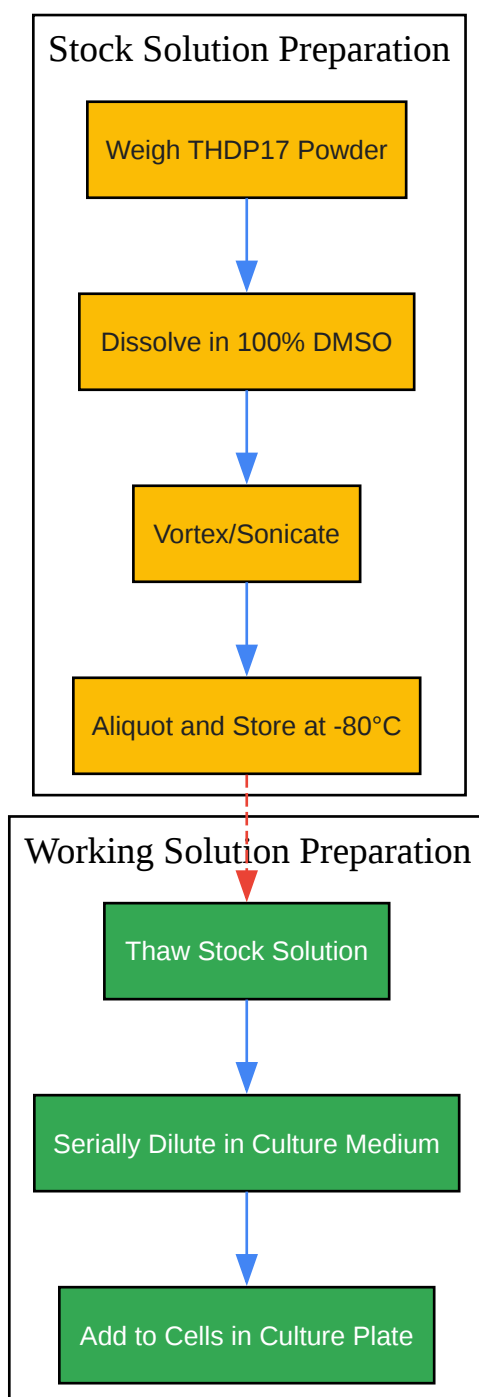 Stock Solution Preparation
Weigh THDP17 Powder
Dissolve in 100% DMSO
Vortex/Sonicate
Aliquot and Store at -80°C
Working Solution Preparation
Thaw Stock Solution
Serially Dilute in Culture Medium
Add to Cells in Culture Plate